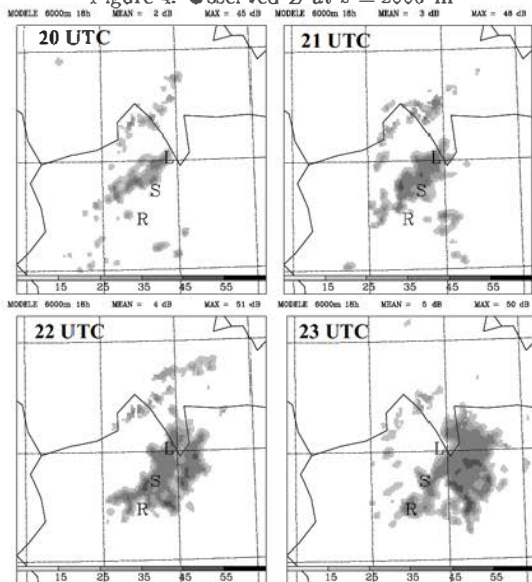 Figure 4: Observed Z at z = 2000 m
MODELE 6000m 18h MEAN = 2 dB MAX = 45 dB
MODELE 6000m 18h MEAN = 3 dB MAX = 48 dB
20 UTC
21 UTC
L
S
R
L
S
R
15 25 35 45 55
15 25 35 45 55
MODELE 6000m 18h MEAN = 4 dB MAX = 51 dB
MODELE 6000m 18h MEAN = 5 dB MAX = 50 dB
22 UTC
23 UTC
L
S
R
L
S
R
15 25 35 45 55
15 25 35 45 55